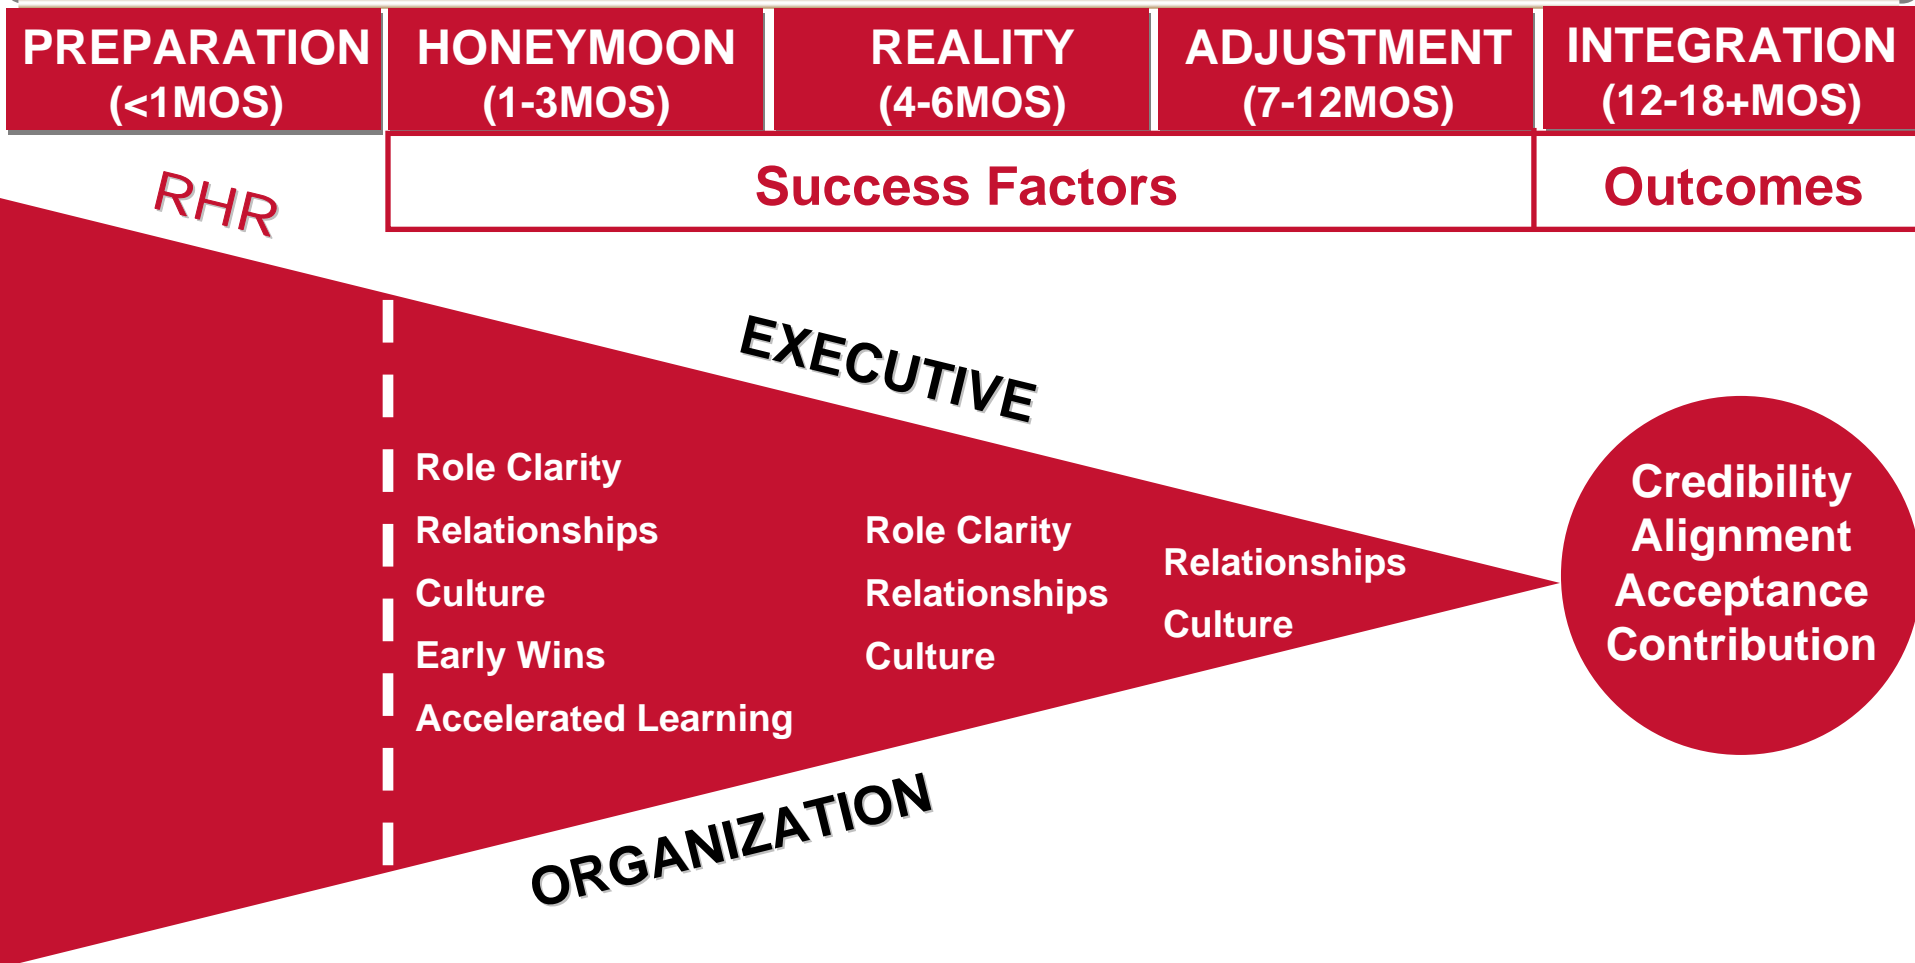 PREPARATION
(<1MOS)
HONEYMOON
(1-3MOS)
REALITY
(4-6MOS)
ADJUSTMENT
(7-12MOS)
INTEGRATION
(12-18+MOS)
Success Factors
Outcomes
RHR
EXECUTIVE
Role Clarity
Relationships
Culture
Early Wins
Accelerated Learning
Role Clarity
Relationships
Culture
Relationships
Culture
Credibility
Alignment
Acceptance
Contribution
ORGANIZATION